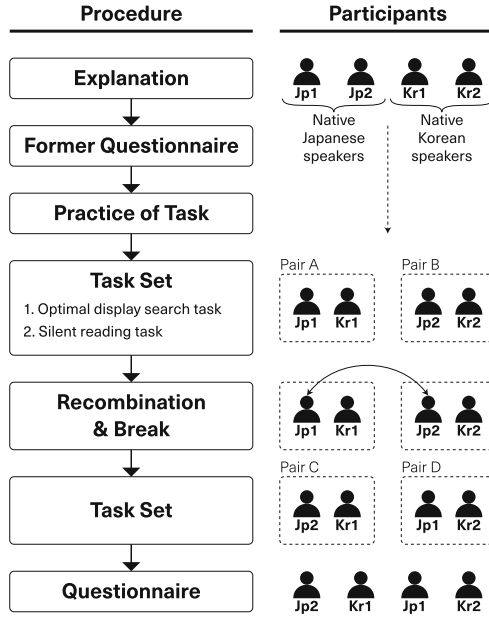 Procedure
Participants
Explanation
Jp1 Jp2 Kr1 Kr2
Native
Japanese
speakers
Native
Korean
speakers
Former Questionnaire
Practice of Task
Task Set
1. Optimal display search task
2. Silent reading task
Pair A
Jp1 Kr1
Pair B
Jp2 Kr2
Recombination
& Break
Jp1 Kr1
Jp2 Kr2
Task Set
Pair C
Jp2 Kr1
Pair D
Jp1 Kr2
Questionnaire
Jp2 Kr1 Jp1 Kr2